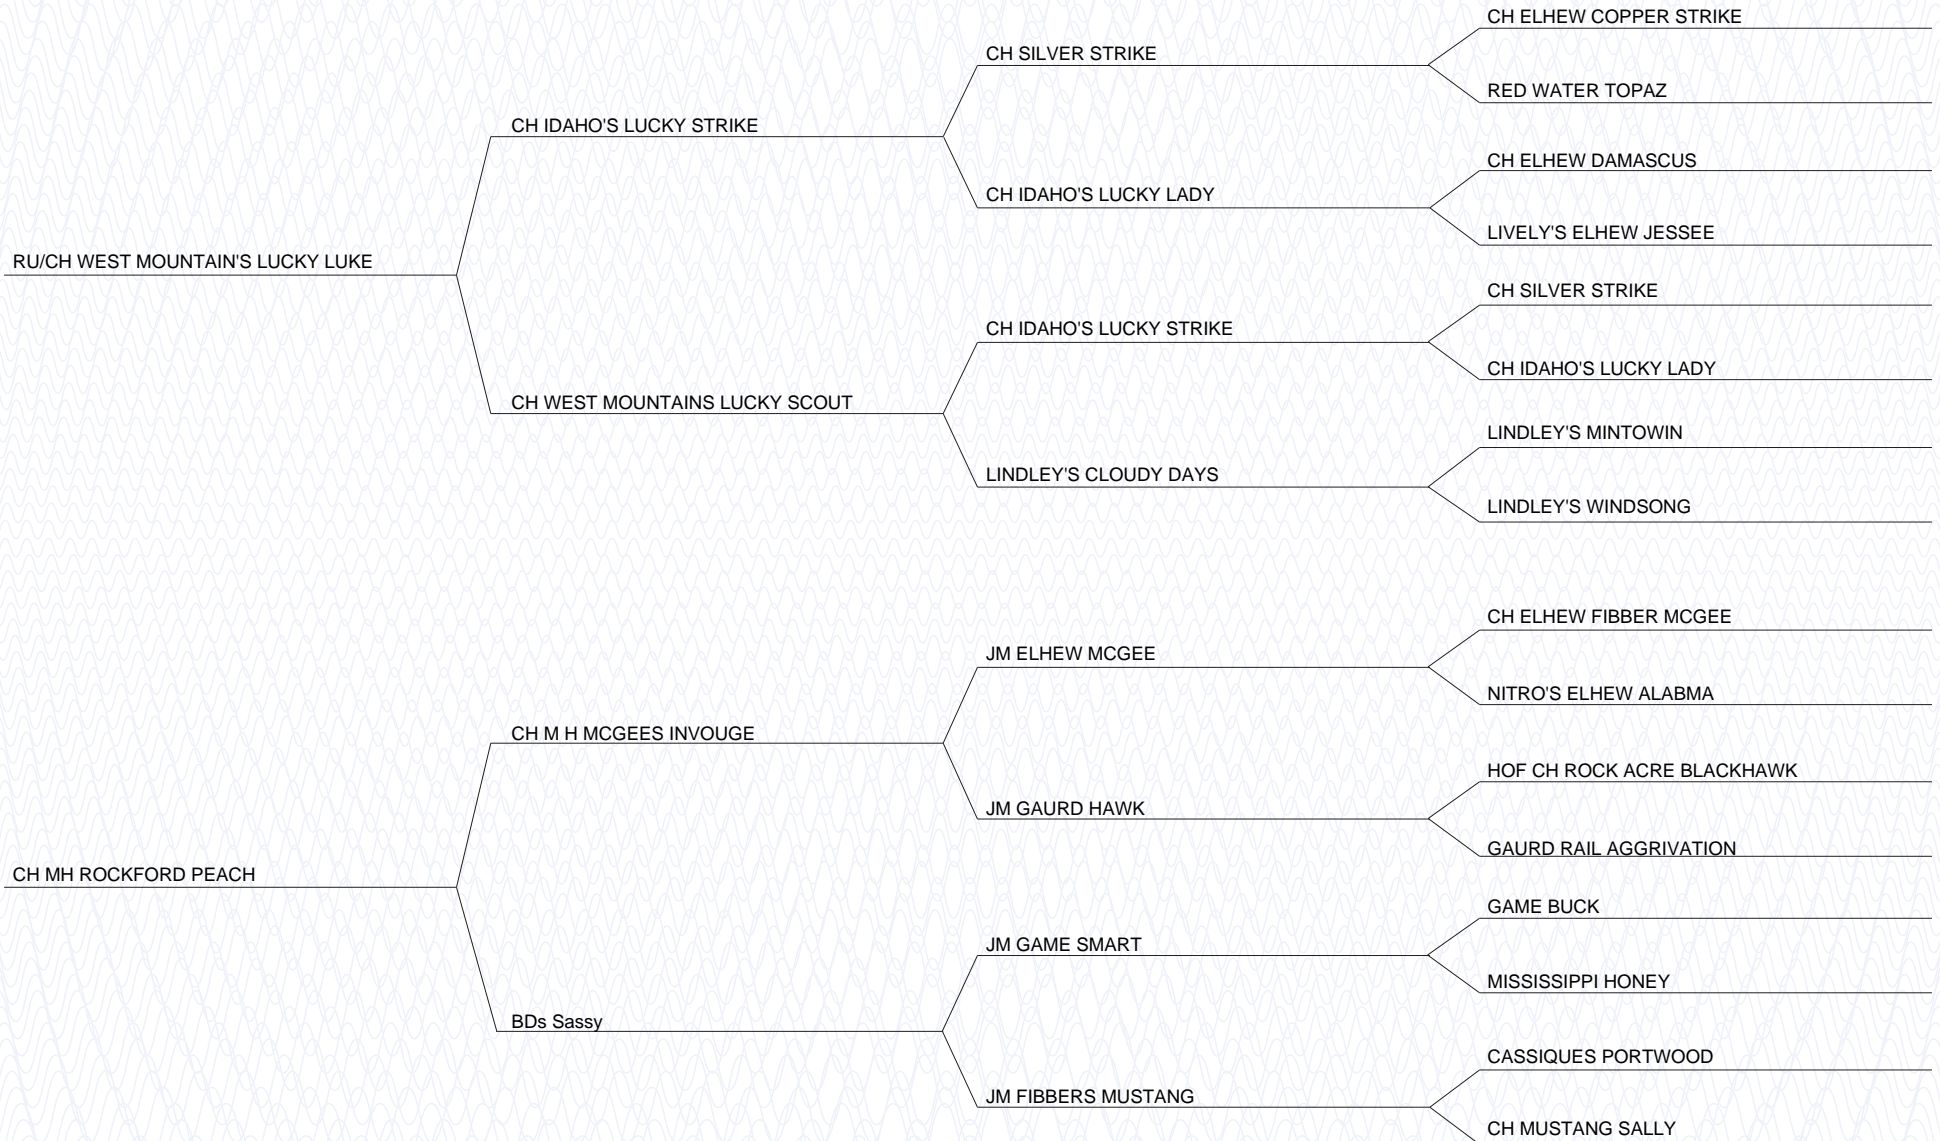 CH ELHEW COPPER STRIKE
CH SILVER STRIKE
RED WATER TOPAZ
CH IDAHO'S LUCKY STRIKE
CH ELHEW DAMASCUS
CH IDAHO'S LUCKY LADY
LIVELY'S ELHEW JESSEE
RU/CH WEST MOUNTAIN'S LUCKY LUKE
CH SILVER STRIKE
CH IDAHO'S LUCKY STRIKE
CH IDAHO'S LUCKY LADY
CH WEST MOUNTAINS LUCKY SCOUT
LINDLEY'S MINTOWIN
LINDLEY'S CLOUDY DAYS
LINDLEY'S WINDSONG
CH ELHEW FIBBER MCGEE
JM ELHEW MCGEE
NITRO'S ELHEW ALABMA
CH M H MCGEES INVOUGE
HOF CH ROCK ACRE BLACKHAWK
JM GAURD HAWK
GAURD RAIL AGGRIVATION
CH MH ROCKFORD PEACH
GAME BUCK
JM GAME SMART
MISSISSIPPI HONEY
BDs Sassy
CASSIQUES PORTWOOD
JM FIBBERS MUSTANG
CH MUSTANG SALLY